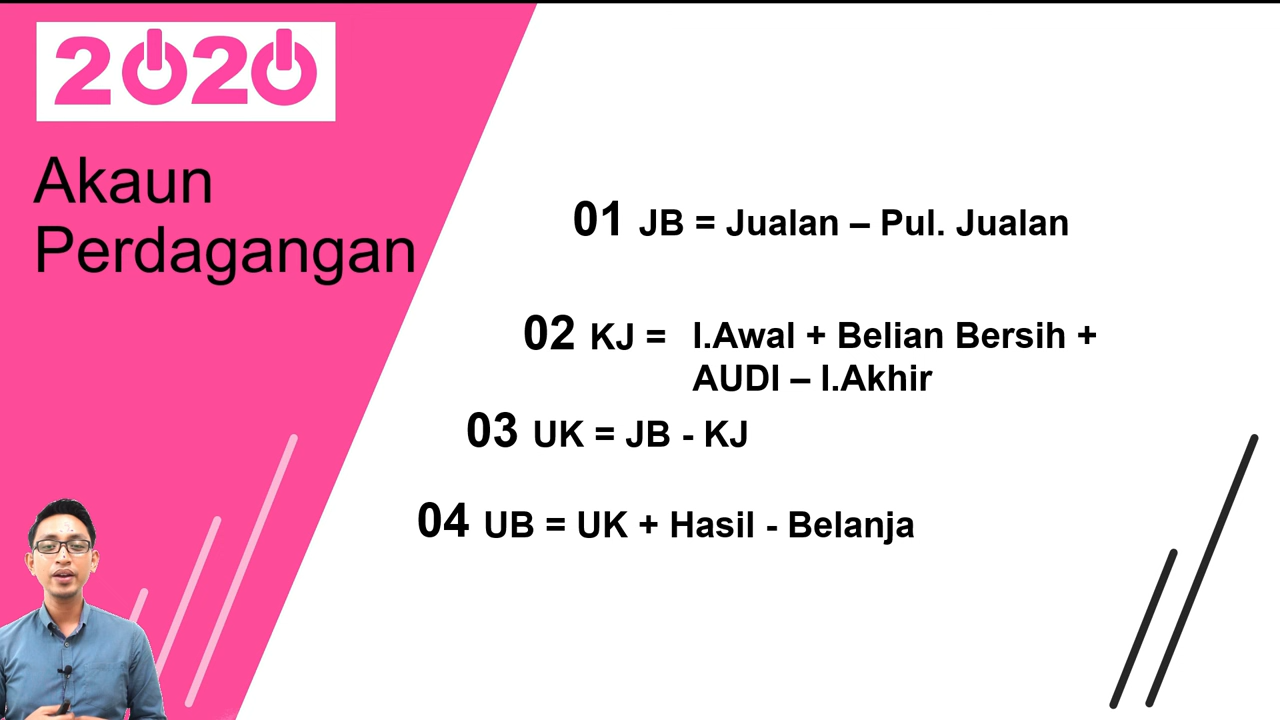 2020
Akaun
Perdagangan
01 JB = Jualan – Pul. Jualan
02 KJ = I.Awal + Belian Bersih +
AUDI – I.Akhir
03 UK = JB - KJ
04 UB = UK + Hasil - Belanja